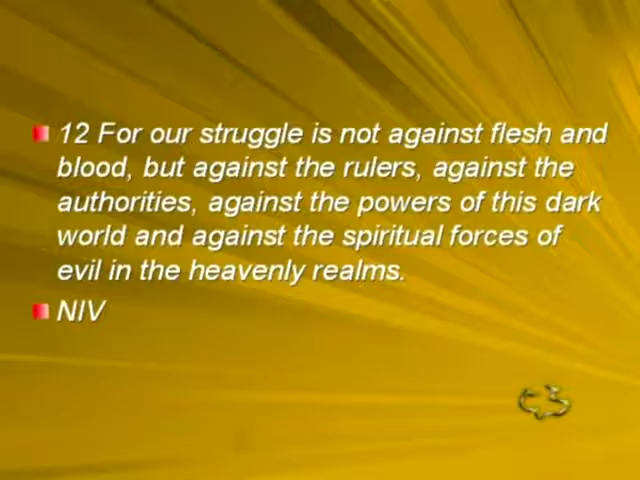 12 For our struggle is not against flesh and
blood, but against the rulers, against the
authorities, against the powers of this dark
world and against the spiritual forces of
evil in the heavenly realms.
NIV